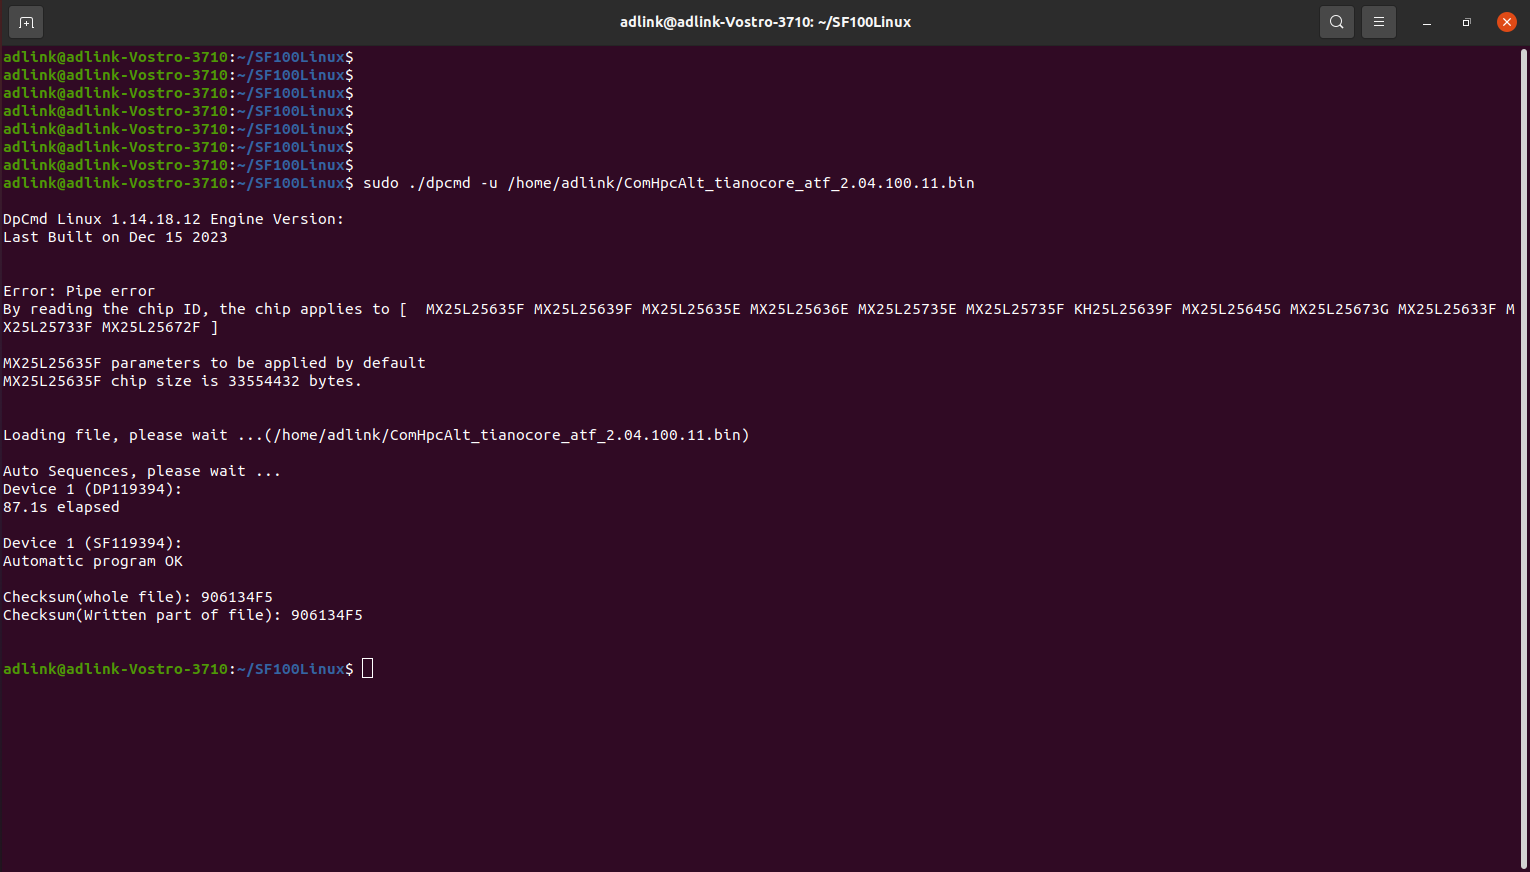 adlink@adlink-Vostro-3710: ~/SF100Linux
adlink@adlink-Vostro-3710:~/SF100Linux$
adlink@adlink-Vostro-3710:~/SF100Linux$
adlink@adlink-Vostro-3710:~/SF100Linux$
adlink@adlink-Vostro-3710:~/SF100Linux$
adlink@adlink-Vostro-3710:~/SF100Linux$
adlink@adlink-Vostro-3710:~/SF100Linux$
adlink@adlink-Vostro-3710:~/SF100Linux$
adlink@adlink-Vostro-3710:~/SF100Linux$ sudo ./dpcmd -u /home/adlink/ComHpcAlt_tianocore_atf_2.04.100.11.bin
DpCmd Linux 1.14.18.12 Engine Version:
Last Built on Dec 15 2023
Error: Pipe error
By reading the chip ID, the chip applies to [  MX25L25635F MX25L25639F MX25L25635E MX25L25636E MX25L25735E MX25L25735F KH25L25639F MX25L25645G MX25L25673G MX25L25633F M
X25L25733F MX25L25672F ]
MX25L25635F parameters to be applied by default
MX25L25635F chip size is 33554432 bytes.
Loading file, please wait ...(/home/adlink/ComHpcAlt_tianocore_atf_2.04.100.11.bin)
Auto Sequences, please wait ...
Device 1 (DP119394):
87.1s elapsed
Device 1 (SF119394):
Automatic program OK
Checksum(whole file): 906134F5
Checksum(Written part of file): 906134F5
adlink@adlink-Vostro-3710:~/SF100Linux$